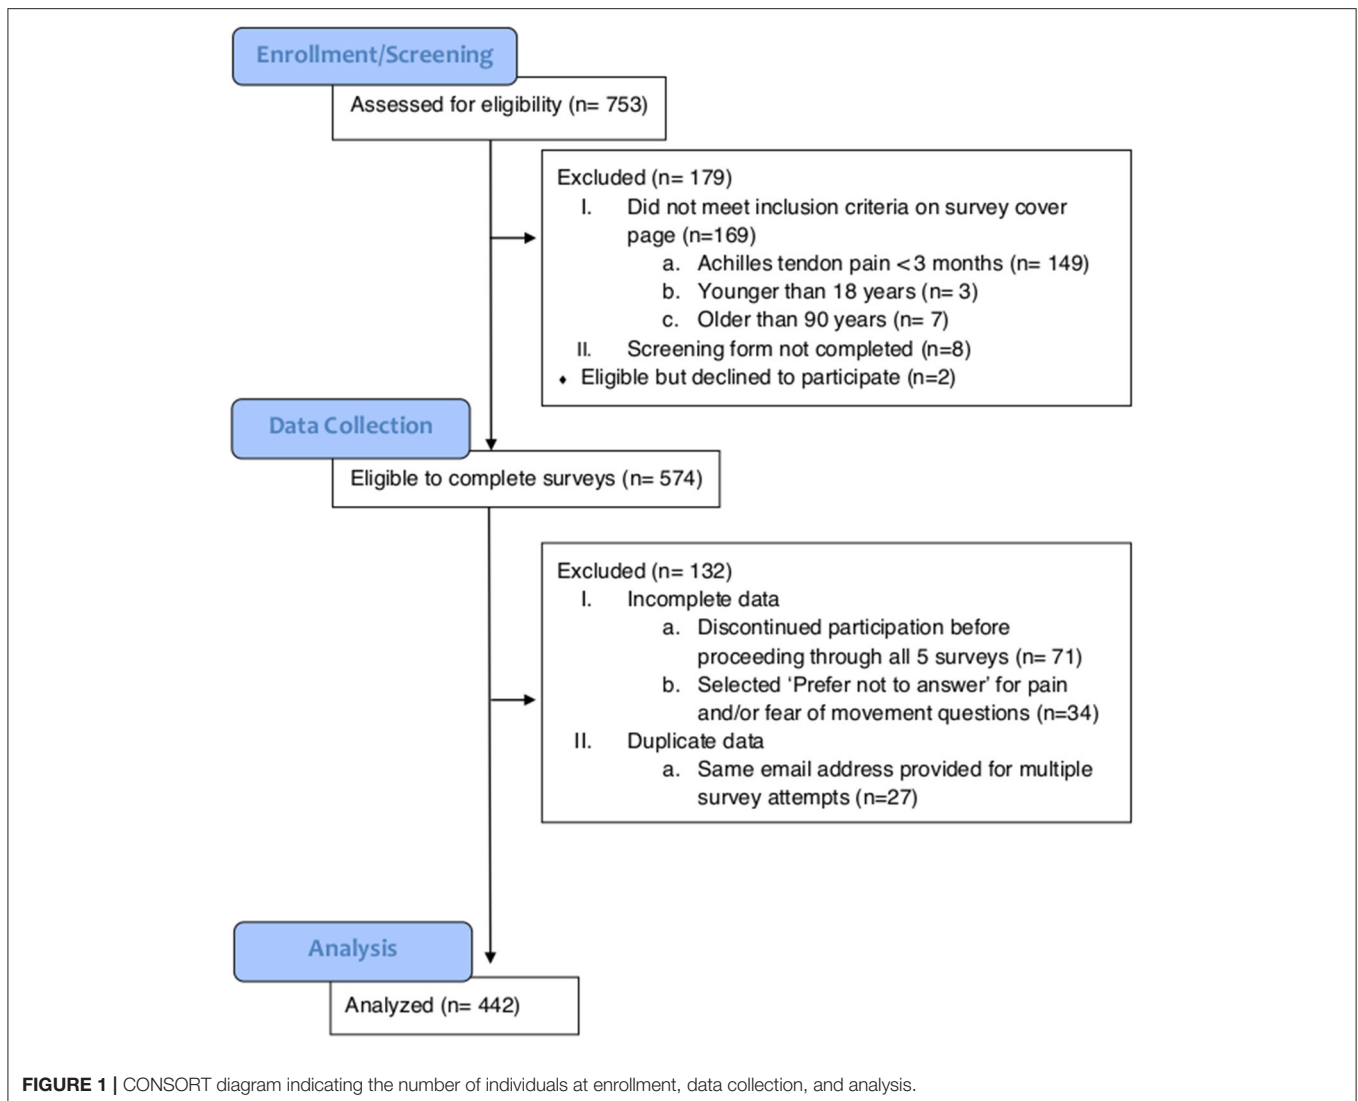 Enrollment/Screening
Assessed for eligibility (n= 753)
Excluded (n= 179)
I. Did not meet inclusion criteria on survey cover
page (n=169)
a. Achilles tendon pain <3 months (n= 149)
b. Younger than 18 years (n= 3)
c. Older than 90 years (n= 7)
II. Screening form not completed (n=8)
♦ Eligible but declined to participate (n=2)
Data Collection
Eligible to complete surveys (n= 574)
Excluded (n= 132)
I. Incomplete data
a. Discontinued participation before
proceeding through all 5 surveys (n= 71)
b. Selected ‘Prefer not to answer’ for pain
and/or fear of movement questions (n=34)
II. Duplicate data
a. Same email address provided for multiple
survey attempts (n=27)
Analysis
Analyzed (n= 442)
FIGURE 1 | CONSORT diagram indicating the number of individuals at enrollment, data collection, and analysis.